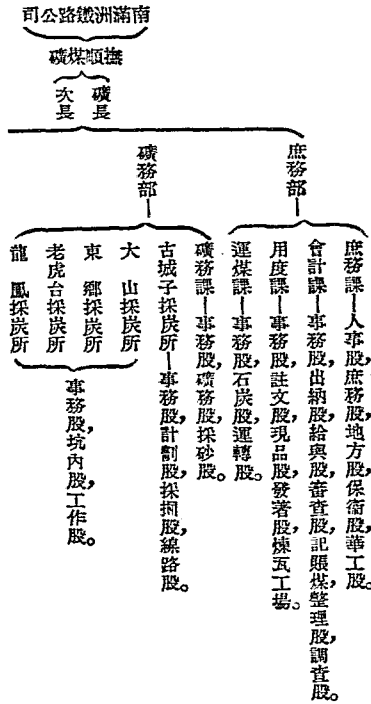 南滿洲鐵路公司
撫順煤礦
礦長
次長
庶務部
庶務課—人事股,庶務股,地方股,保衞股,華工股。
會計課—事務股,出納股,給與股,審查股,記賬煤整理股,調查股。
用度課—事務股,註文股,現品股,發著股,煉瓦工場。
運煤課—事務股,石炭股,運轉股。
礦務部
礦務課—事務股,礦務股,採砂股。
古城子採炭所—事務股,計劃股,採掘股,線路股。
大山採炭所
東鄉採炭所
老虎台採炭所
龍鳳採炭所
事務股,坑內股,工作股。